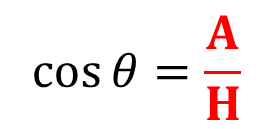 cos θ = A/H